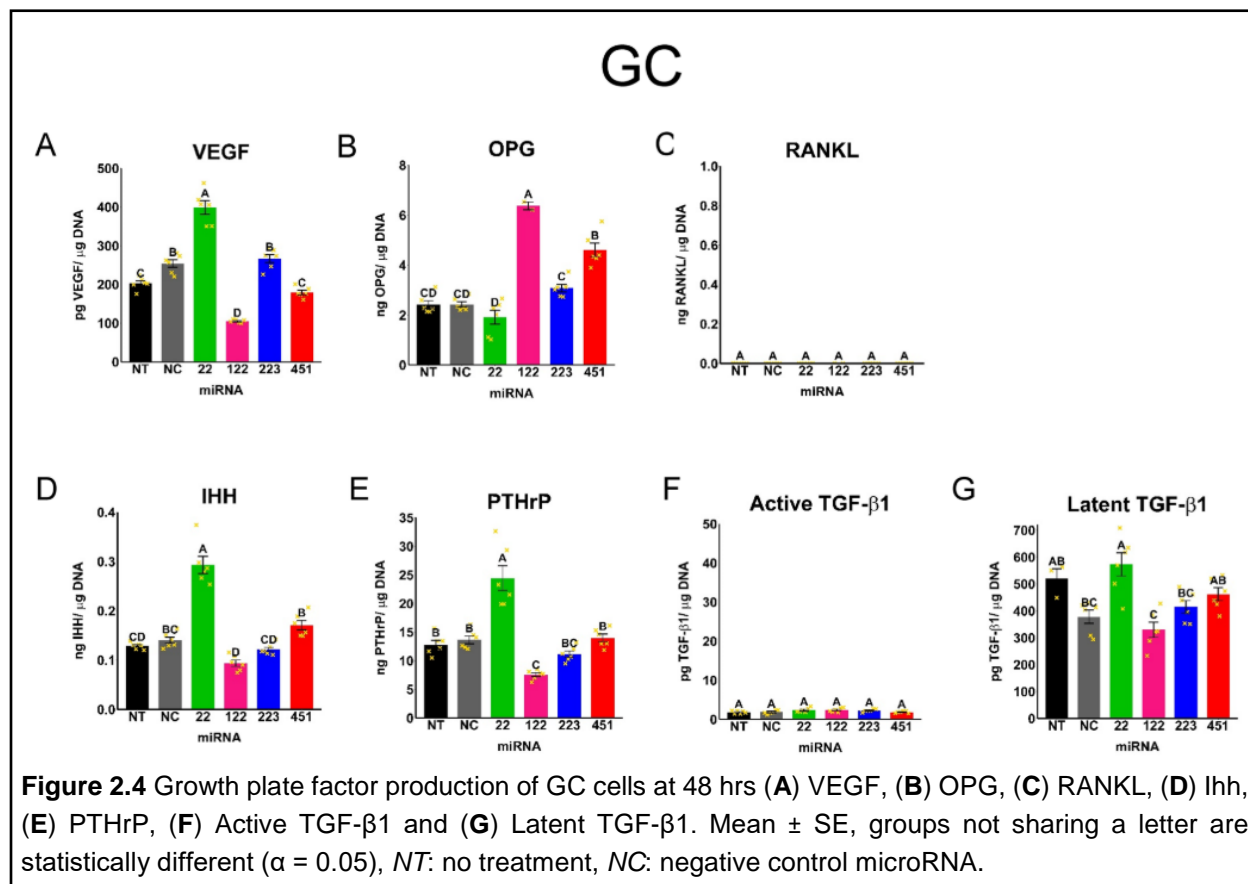 GC
A
VEGF
pg VEGF/ μg DNA
500
400
300
200
100
0
C
B
A
D
B
C
NT NC 22 122 223 451
miRNA
B
OPG
ng OPG/ μg DNA
8
6
4
2
0
CD
CD
D
A
C
B
NT NC 22 122 223 451
miRNA
C
RANKL
ng RANKL/ μg DNA
1.0
0.8
0.6
0.4
0.2
0.0
A A A A A A
NT NC 22 122 223 451
miRNA
D
IHH
ng IHH/ μg DNA
0.4
0.3
0.2
0.1
0.0
CD
BC
A
D
CD
B
NT NC 22 122 223 451
miRNA
E
PTHrP
ng PTHrP/ μg DNA
35
30
25
20
15
10
5
0
B
B
A
C
BC
B
NT NC 22 122 223 451
miRNA
F
Active TGF-β1
pg TGF-β1/ μg DNA
50
40
30
20
10
0
A A A A A A
NT NC 22 122 223 451
miRNA
G
Latent TGF-β1
pg TGF-β1/ μg DNA
700
600
500
400
300
200
100
0
AB
BC
A
C
BC
AB
NT NC 22 122 223 451
miRNA
Figure 2.4 Growth plate factor production of GC cells at 48 hrs (A) VEGF, (B) OPG, (C) RANKL, (D) Ihh,
(E) PTHrP, (F) Active TGF-β1 and (G) Latent TGF-β1. Mean ± SE, groups not sharing a letter are
statistically different (α = 0.05), NT: no treatment, NC: negative control microRNA.